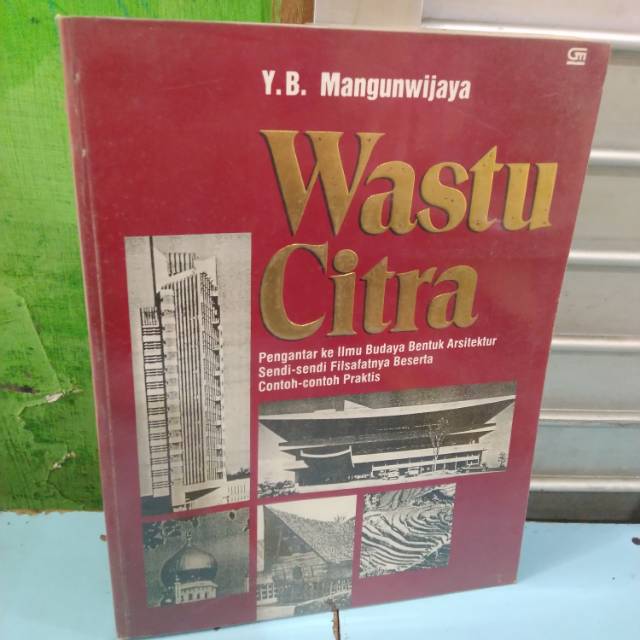 Y.B. Mangunwijaya
Wastu
Citra
Pengantar ke Ilmu Budaya Bentuk Arsitektur
Sendi-sendi Filsafatnya Beserta
Contoh-contoh Praktis